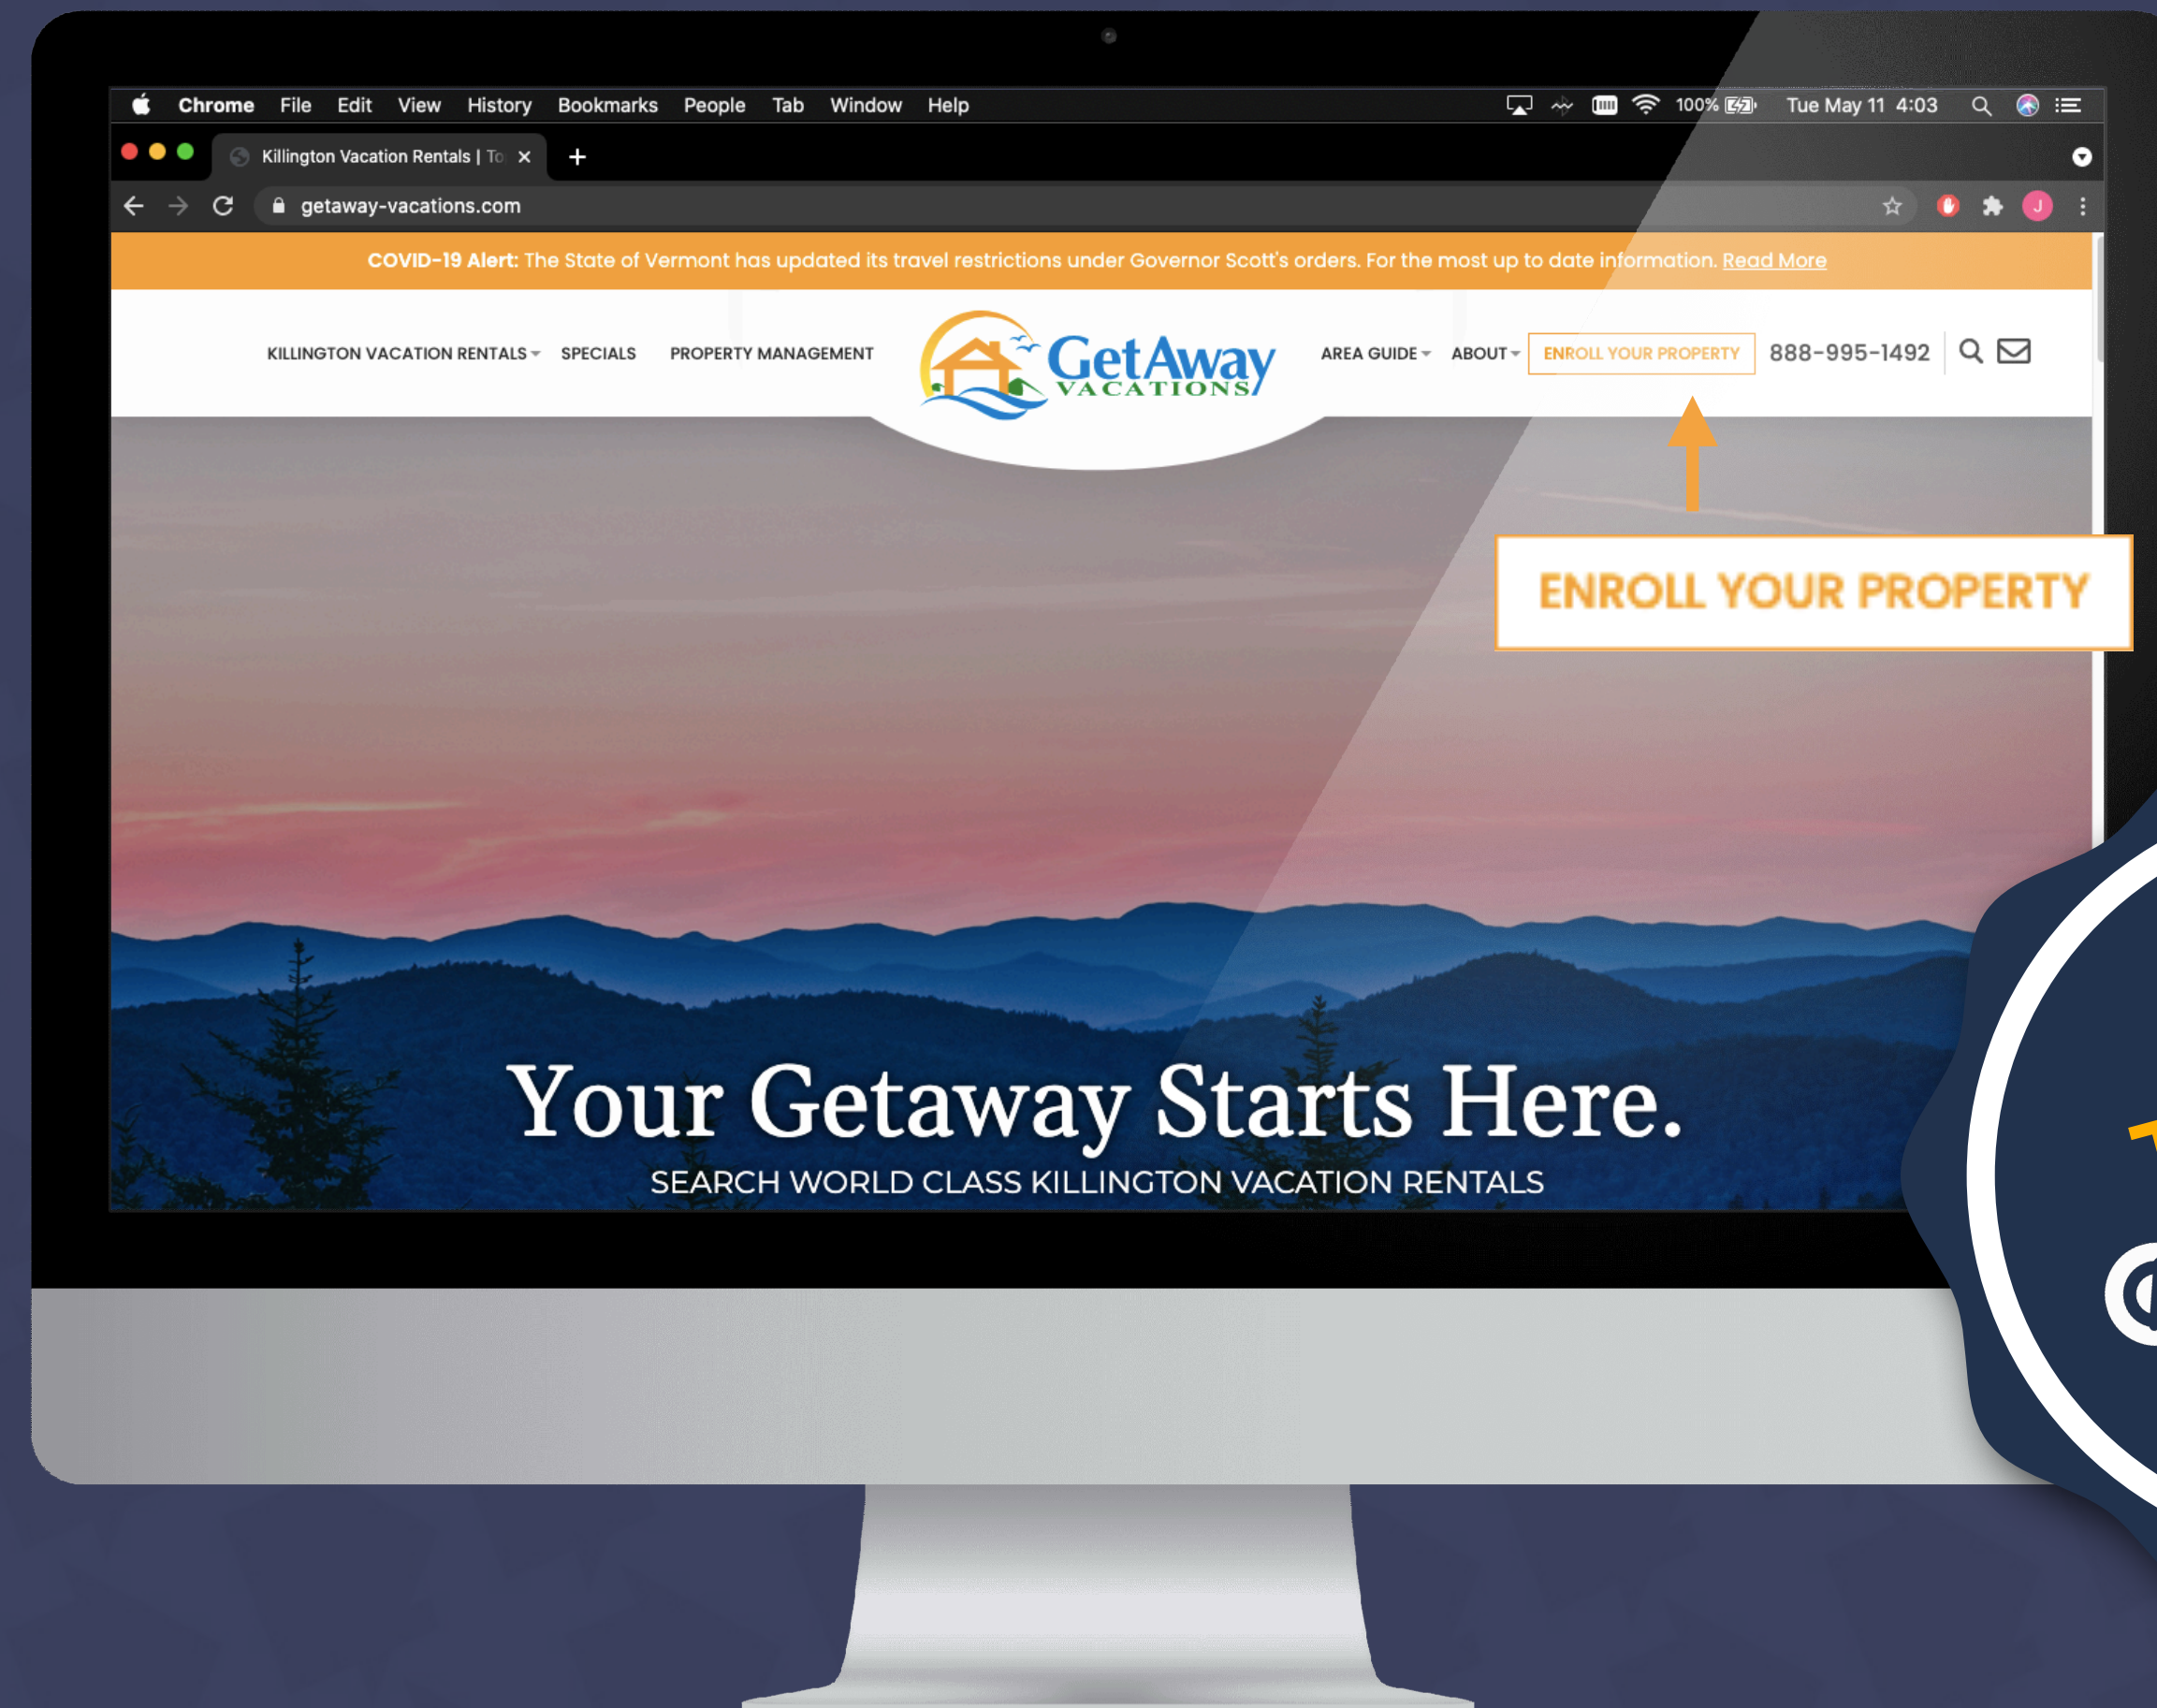 Chrome File Edit View History Bookmarks People Tab Window Help 100% Tue May 11 4:03
Killington Vacation Rentals | To
getaway-vacations.com J
COVID-19 Alert: The State of Vermont has updated its travel restrictions under Governor Scott's orders. For the most up to date information. Read More
KILLINGTON VACATION RENTALS SPECIALS PROPERTY MANAGEMENT GetAway AREA GUIDE ABOUT ENROLL YOUR PROPERTY 888-995-1492
VACATIONS
ENROLL YOUR PROPERTY
Your Getaway Starts Here.
SEARCH WORLD CLASS KILLINGTON VACATION RENTALS